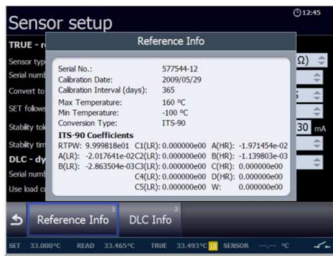 Sensor setup
12:45
TRUE - r
Reference Info
Sensor typ
Ω)
Serial numb
Convert to
SET follows
Stabilty tol
30 mA
Stabilty tim
DLC - dy
Serial numb
Use load c
Serial No.: 577544-12
Calibration Date: 2009/05/29
Calibration Interval (days): 365
Max Temperature: 160 °C
Min Temperature: -100 °C
Conversion Type: ITS-90
ITS-90 Coefficients
RTPW: 9.999818e01 C1(LR): 0.000000e00 A(HR): -1.971454e-02
A(LR): -2.017641e-02 C2(LR): 0.000000e00 B(HR): -1.139803e-03
B(LR): -2.863504e-03 C3(LR): 0.000000e00 C(HR): 0.000000e00
C4(LR): 0.000000e00 D(HR): 0.000000e00
C5(LR): 0.000000e00 W: 0.000000e00
Reference Info
DLC Info
SET 33.000°C READ 33.465°C TRUE 33.493°C SENSOR --.-- °C